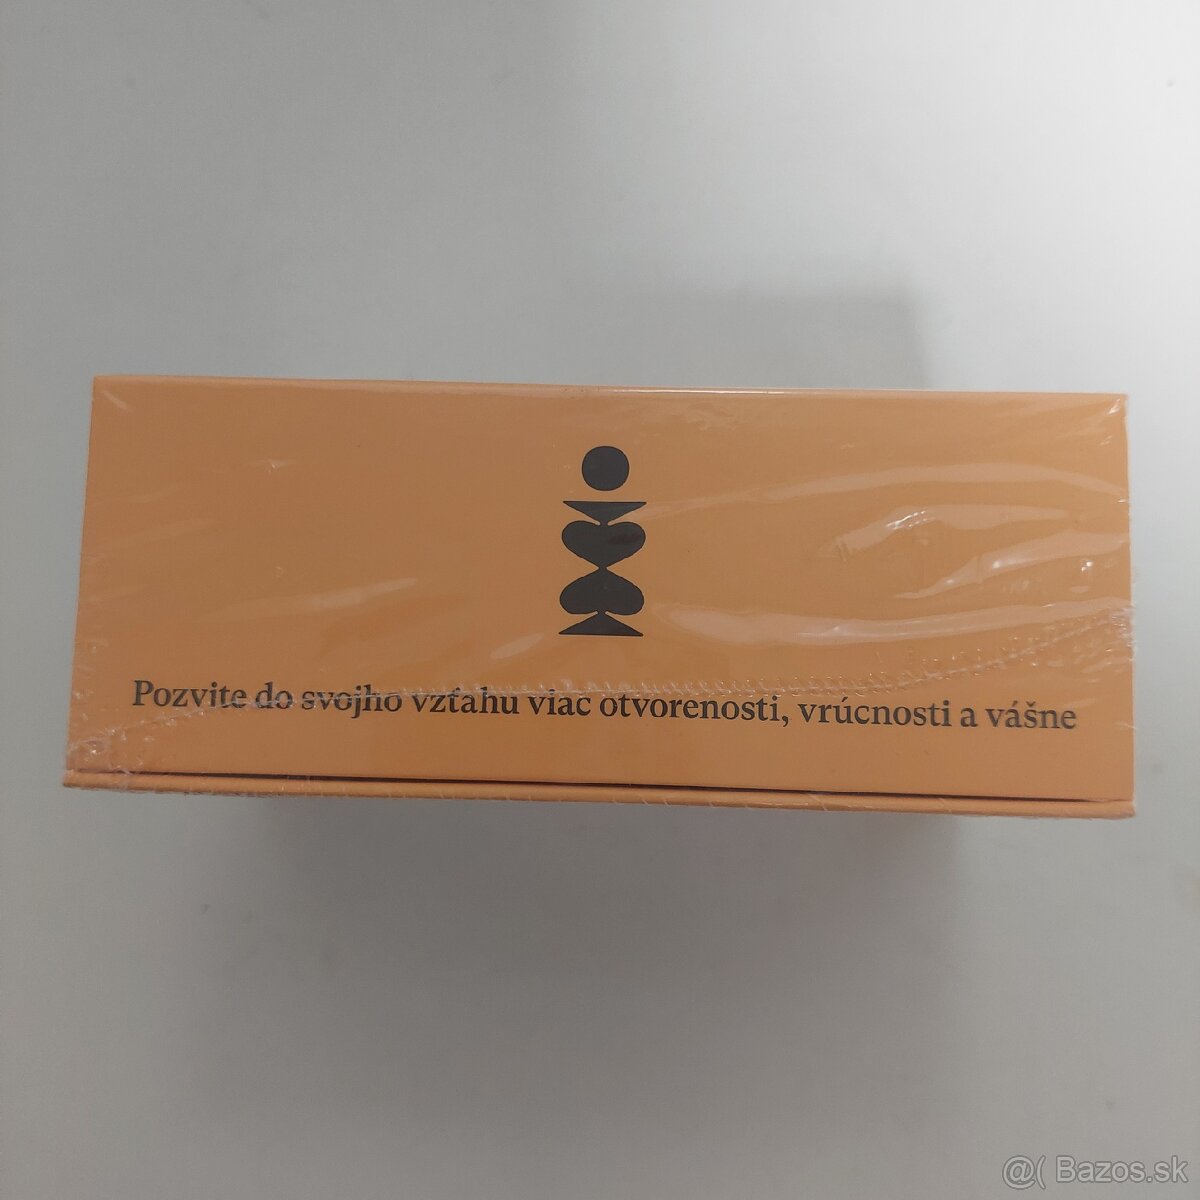 Pozvite do svojho vzťahu viac otvorenosti, vrúcnosti a vášne
@( Bazos.sk